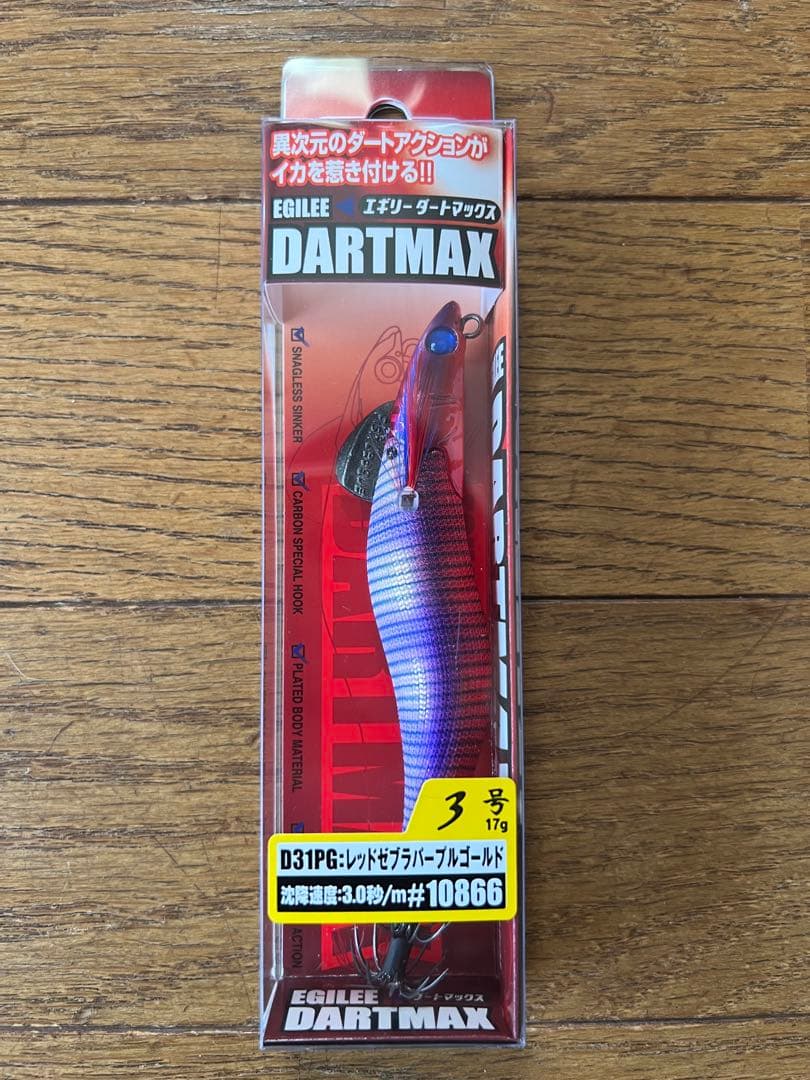 異次元のダートアクションが
イカを惹き付ける!!
EGILEE エギリー ダートマックス
DARTMAX
SNAGLESS SINKER
CARBON SPECIAL HOOK
PLATED BODY MATERIAL
ACTION
3号
17g
D31PG:レッドゼブラパープルゴールド
沈降速度:3.0秒/m #10866
EGILEE ダートマックス
DARTMAX